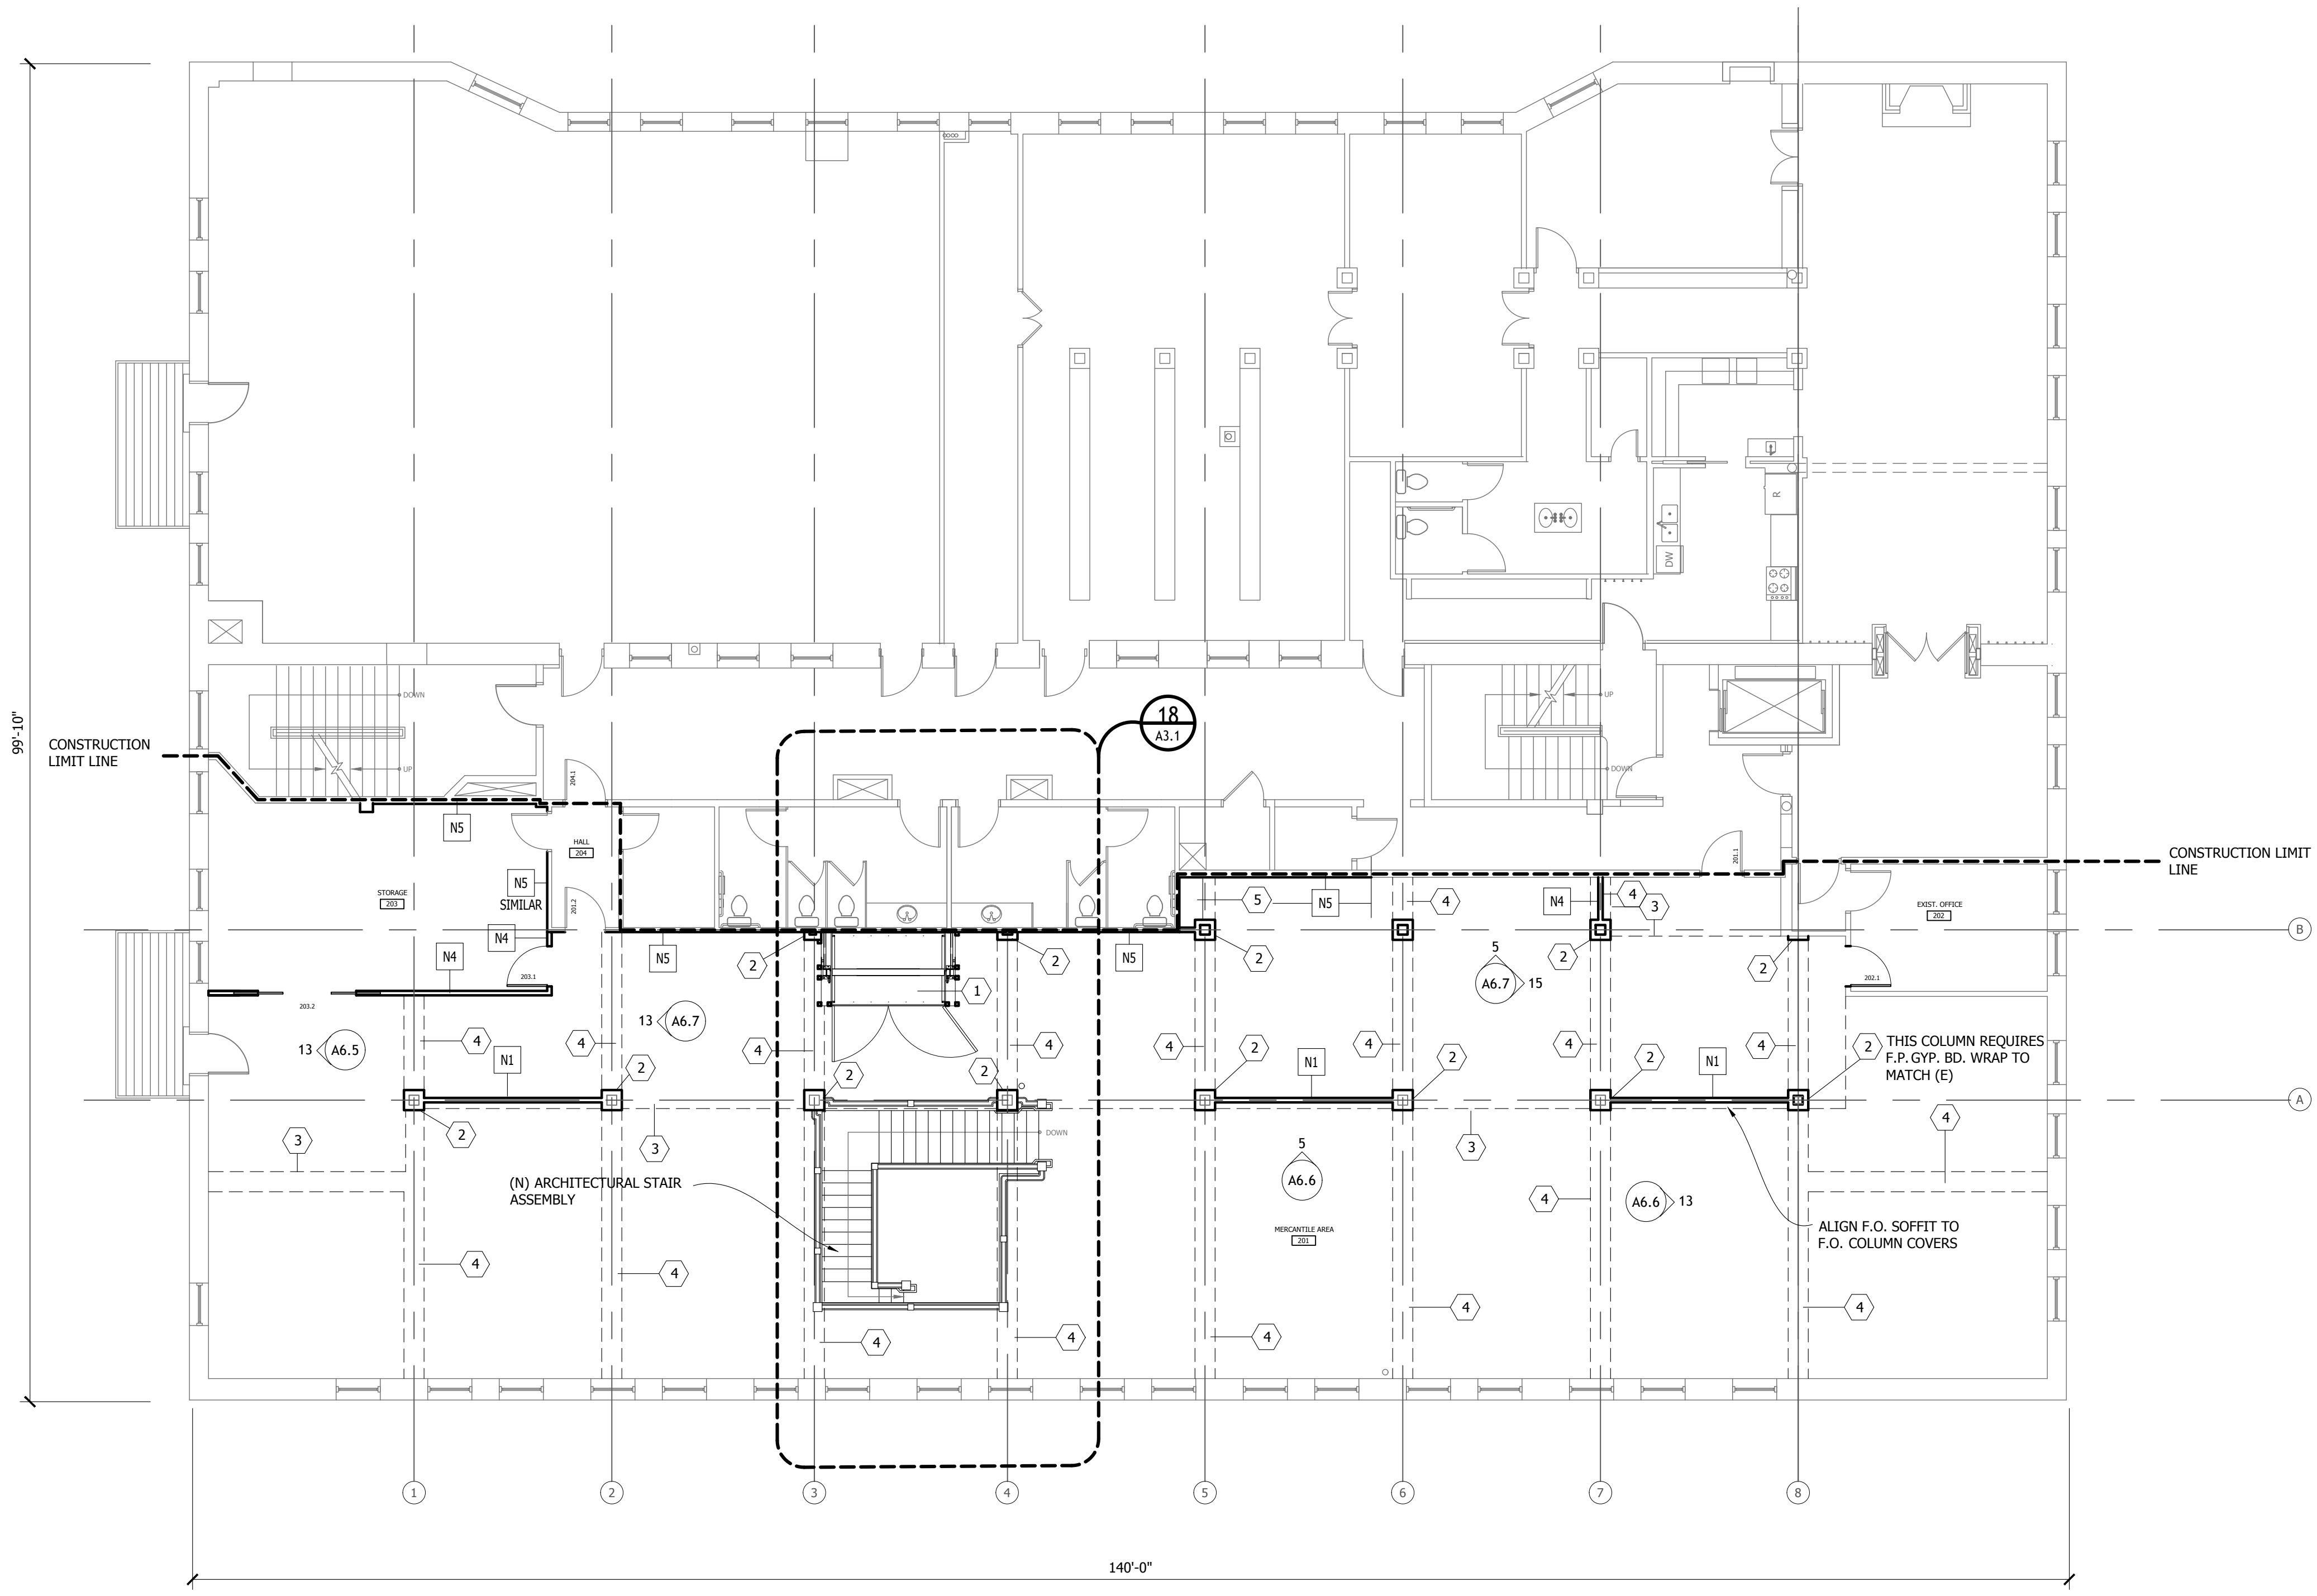 R
DW
DOWN
UP
UP
DOWN
99'-10"
18
A3.1
CONSTRUCTION
LIMIT LINE
CONSTRUCTION LIMIT
LINE
204.1
HALL
204
N5
201.1
N5
SIMILAR
STORAGE
203
201.2
5
N5
4
N4
4
3
EXIST. OFFICE
202
B
N4
N4
N5
2
2
N5
2
5
A6.7
15
2
2
203.1
202.1
1
203.2
13
A6.7
13
A6.5
4
4
4
4
4
4
4
4
2
THIS COLUMN REQUIRES
F.P. GYP. BD. WRAP TO
MATCH (E)
N1
2
2
2
2
N1
2
2
N1
A
2
3
3
DOWN
5
A6.6
3
4
(N) ARCHITECTURAL STAIR
ASSEMBLY
4
A6.6
13
MERCANTILE AREA
201
ALIGN F.O. SOFFIT TO
F.O. COLUMN COVERS
4
4
4
4
4
4
4
1
2
3
4
5
6
7
8
140'-0"